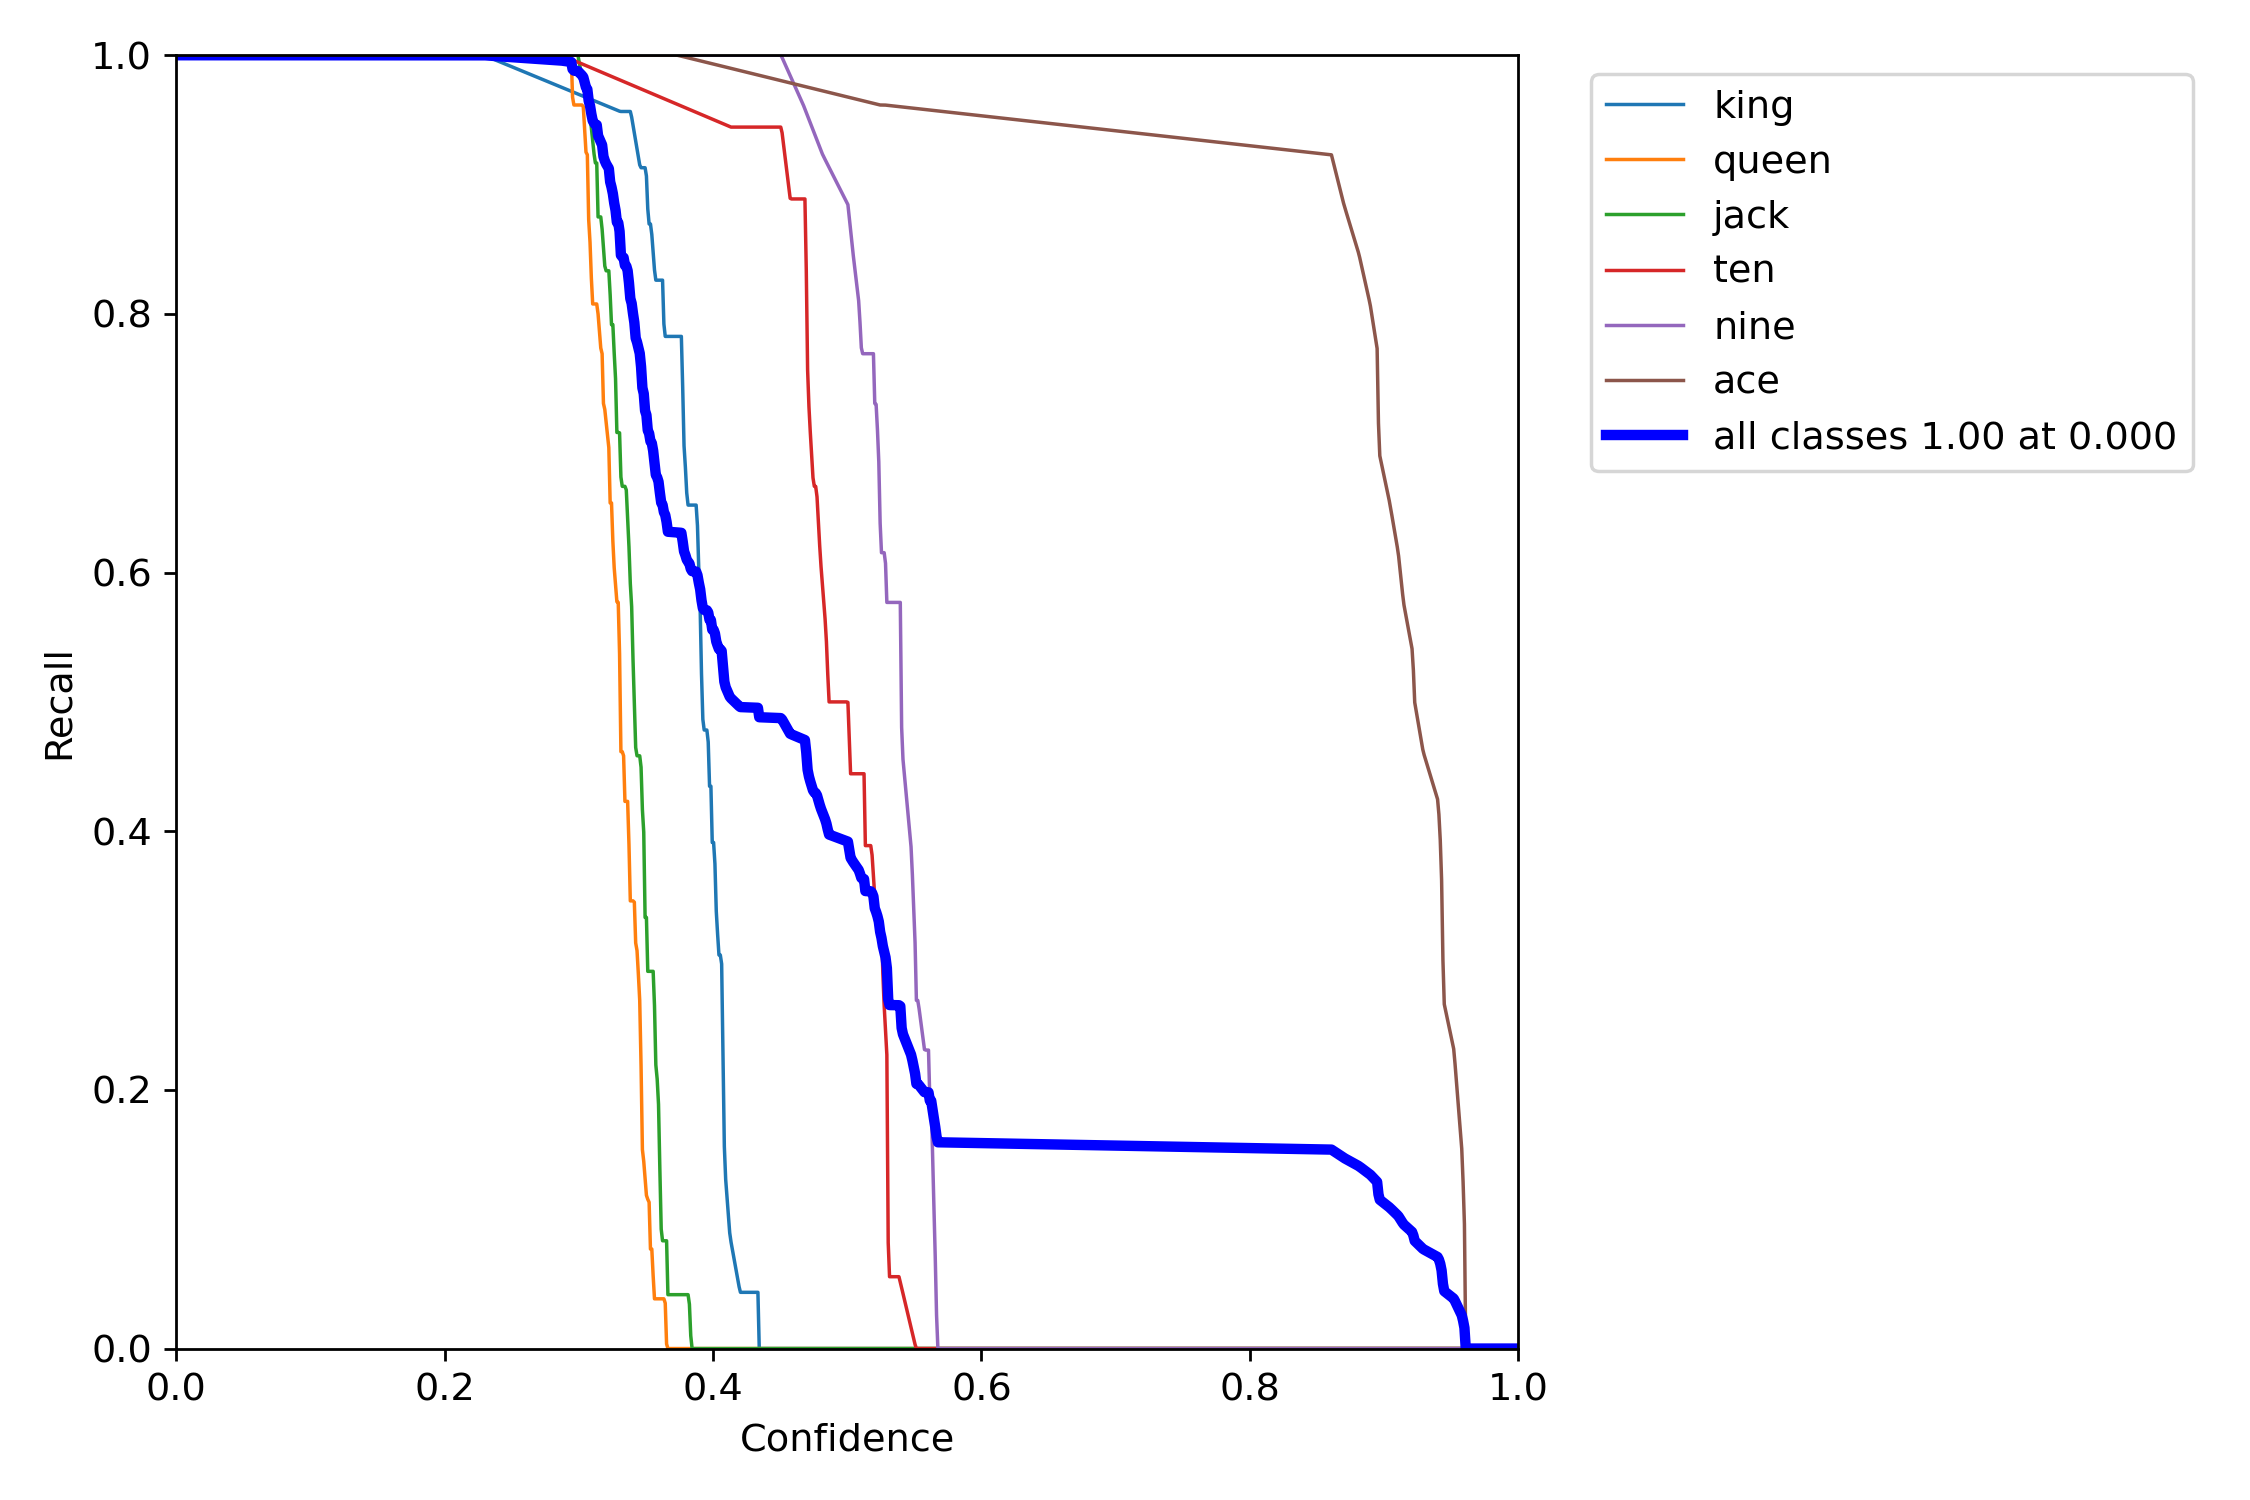 1.0
0.8
0.6
0.4
0.2
0.0
Recall
0.0 0.2 0.4 0.6 0.8 1.0
Confidence
king
queen
jack
ten
nine
ace
all classes 1.00 at 0.000